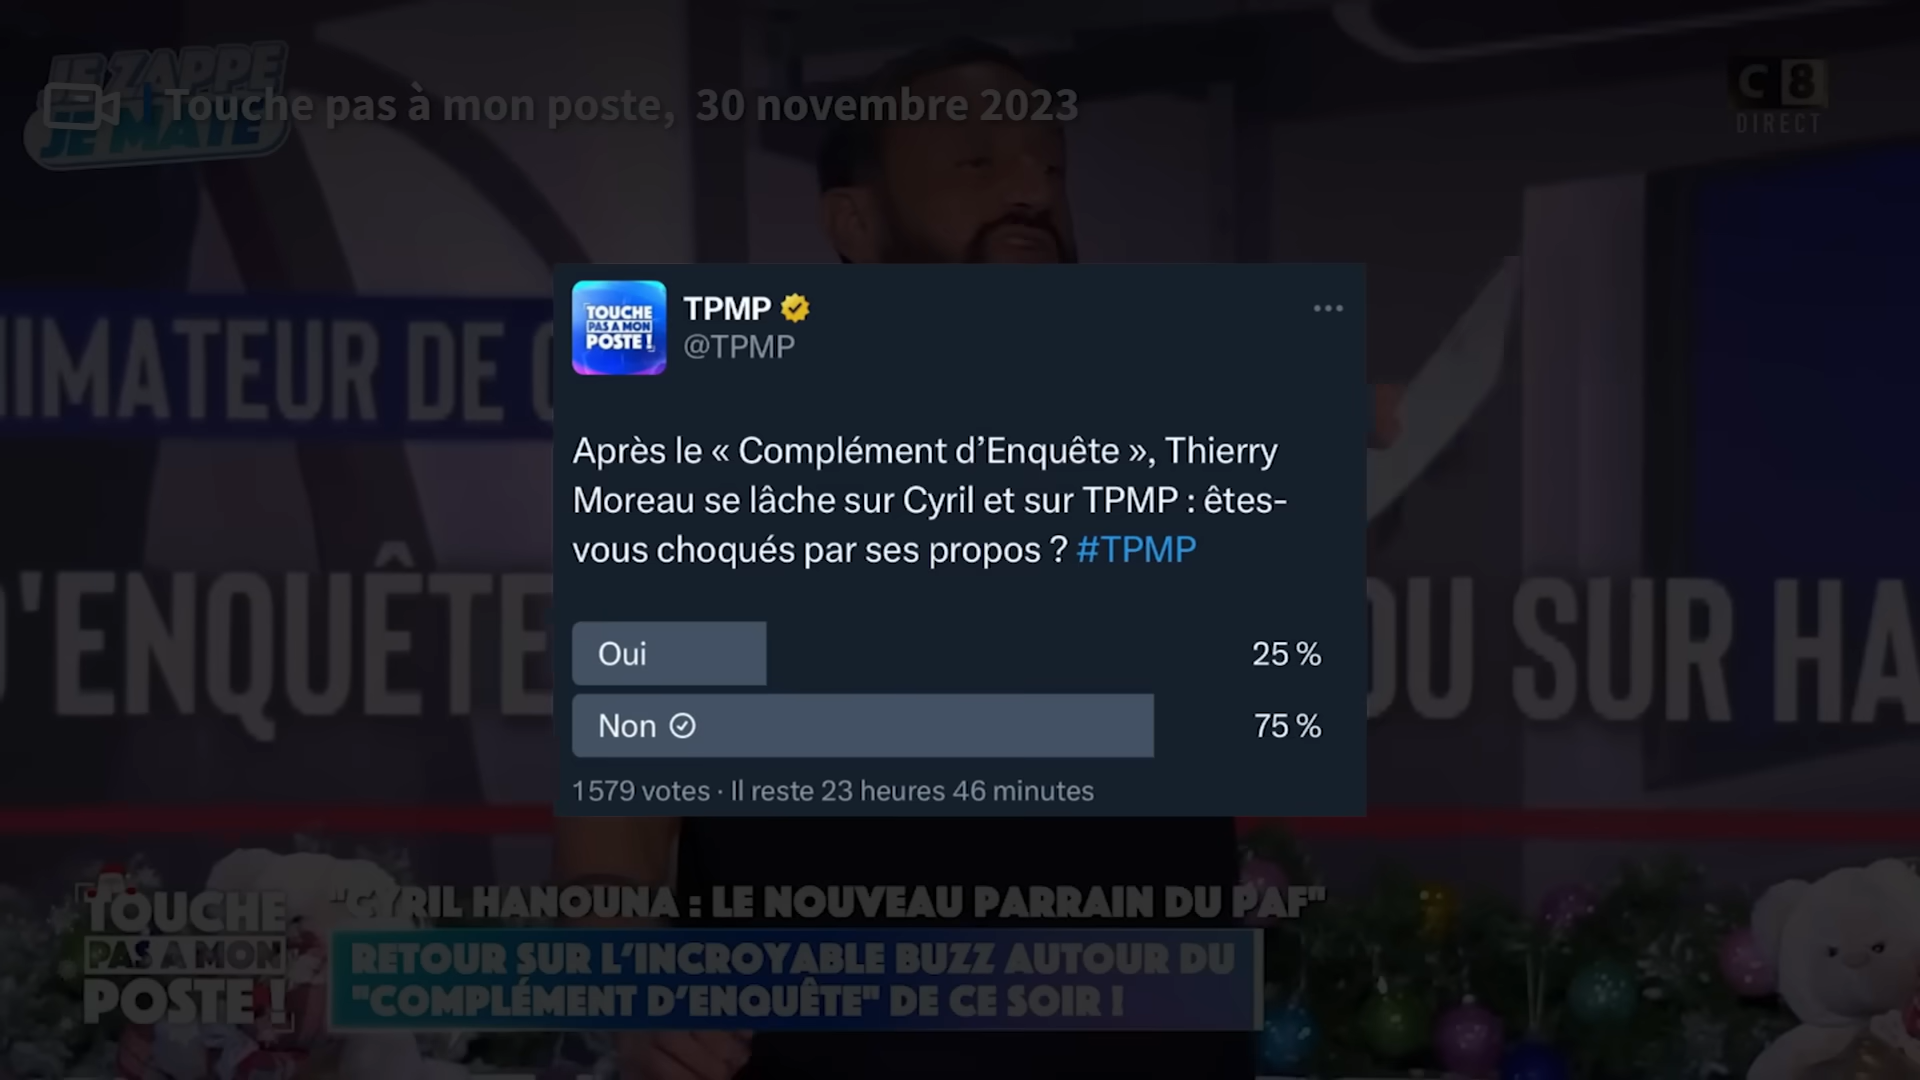 JE ZAPPE
JE MATE
Touche pas à mon poste, 30 novembre 2023
C8
DIRECT
NIMATEUR DE
TOUCHE
PAS A MON
POSTE !
TPMP
@TPMP
Après le « Complément d’Enquête », Thierry
Moreau se lâche sur Cyril et sur TPMP : êtes-
vous choqués par ses propos ? #TPMP
D'ENQUÊTE
OU SUR HA
Oui 25 %
Non 75 %
1 579 votes · Il reste 23 heures 46 minutes
TOUCHE
PAS A MON
POSTE !
"CYRIL HANOUNA : LE NOUVEAU PARRAIN DU PAF"
RETOUR SUR L’INCROYABLE BUZZ AUTOUR DU
"COMPLÉMENT D’ENQUÊTE" DE CE SOIR !